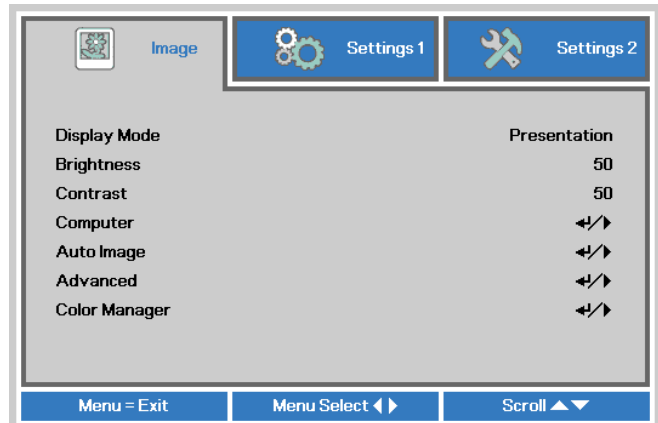 Image Settings 1 Settings 2
Display Mode Presentation
Brightness 50
Contrast 50
Computer ↵/▶
Auto Image ↵/▶
Advanced ↵/▶
Color Manager ↵/▶
Menu = Exit Menu Select ◀▶ Scroll ▲▼